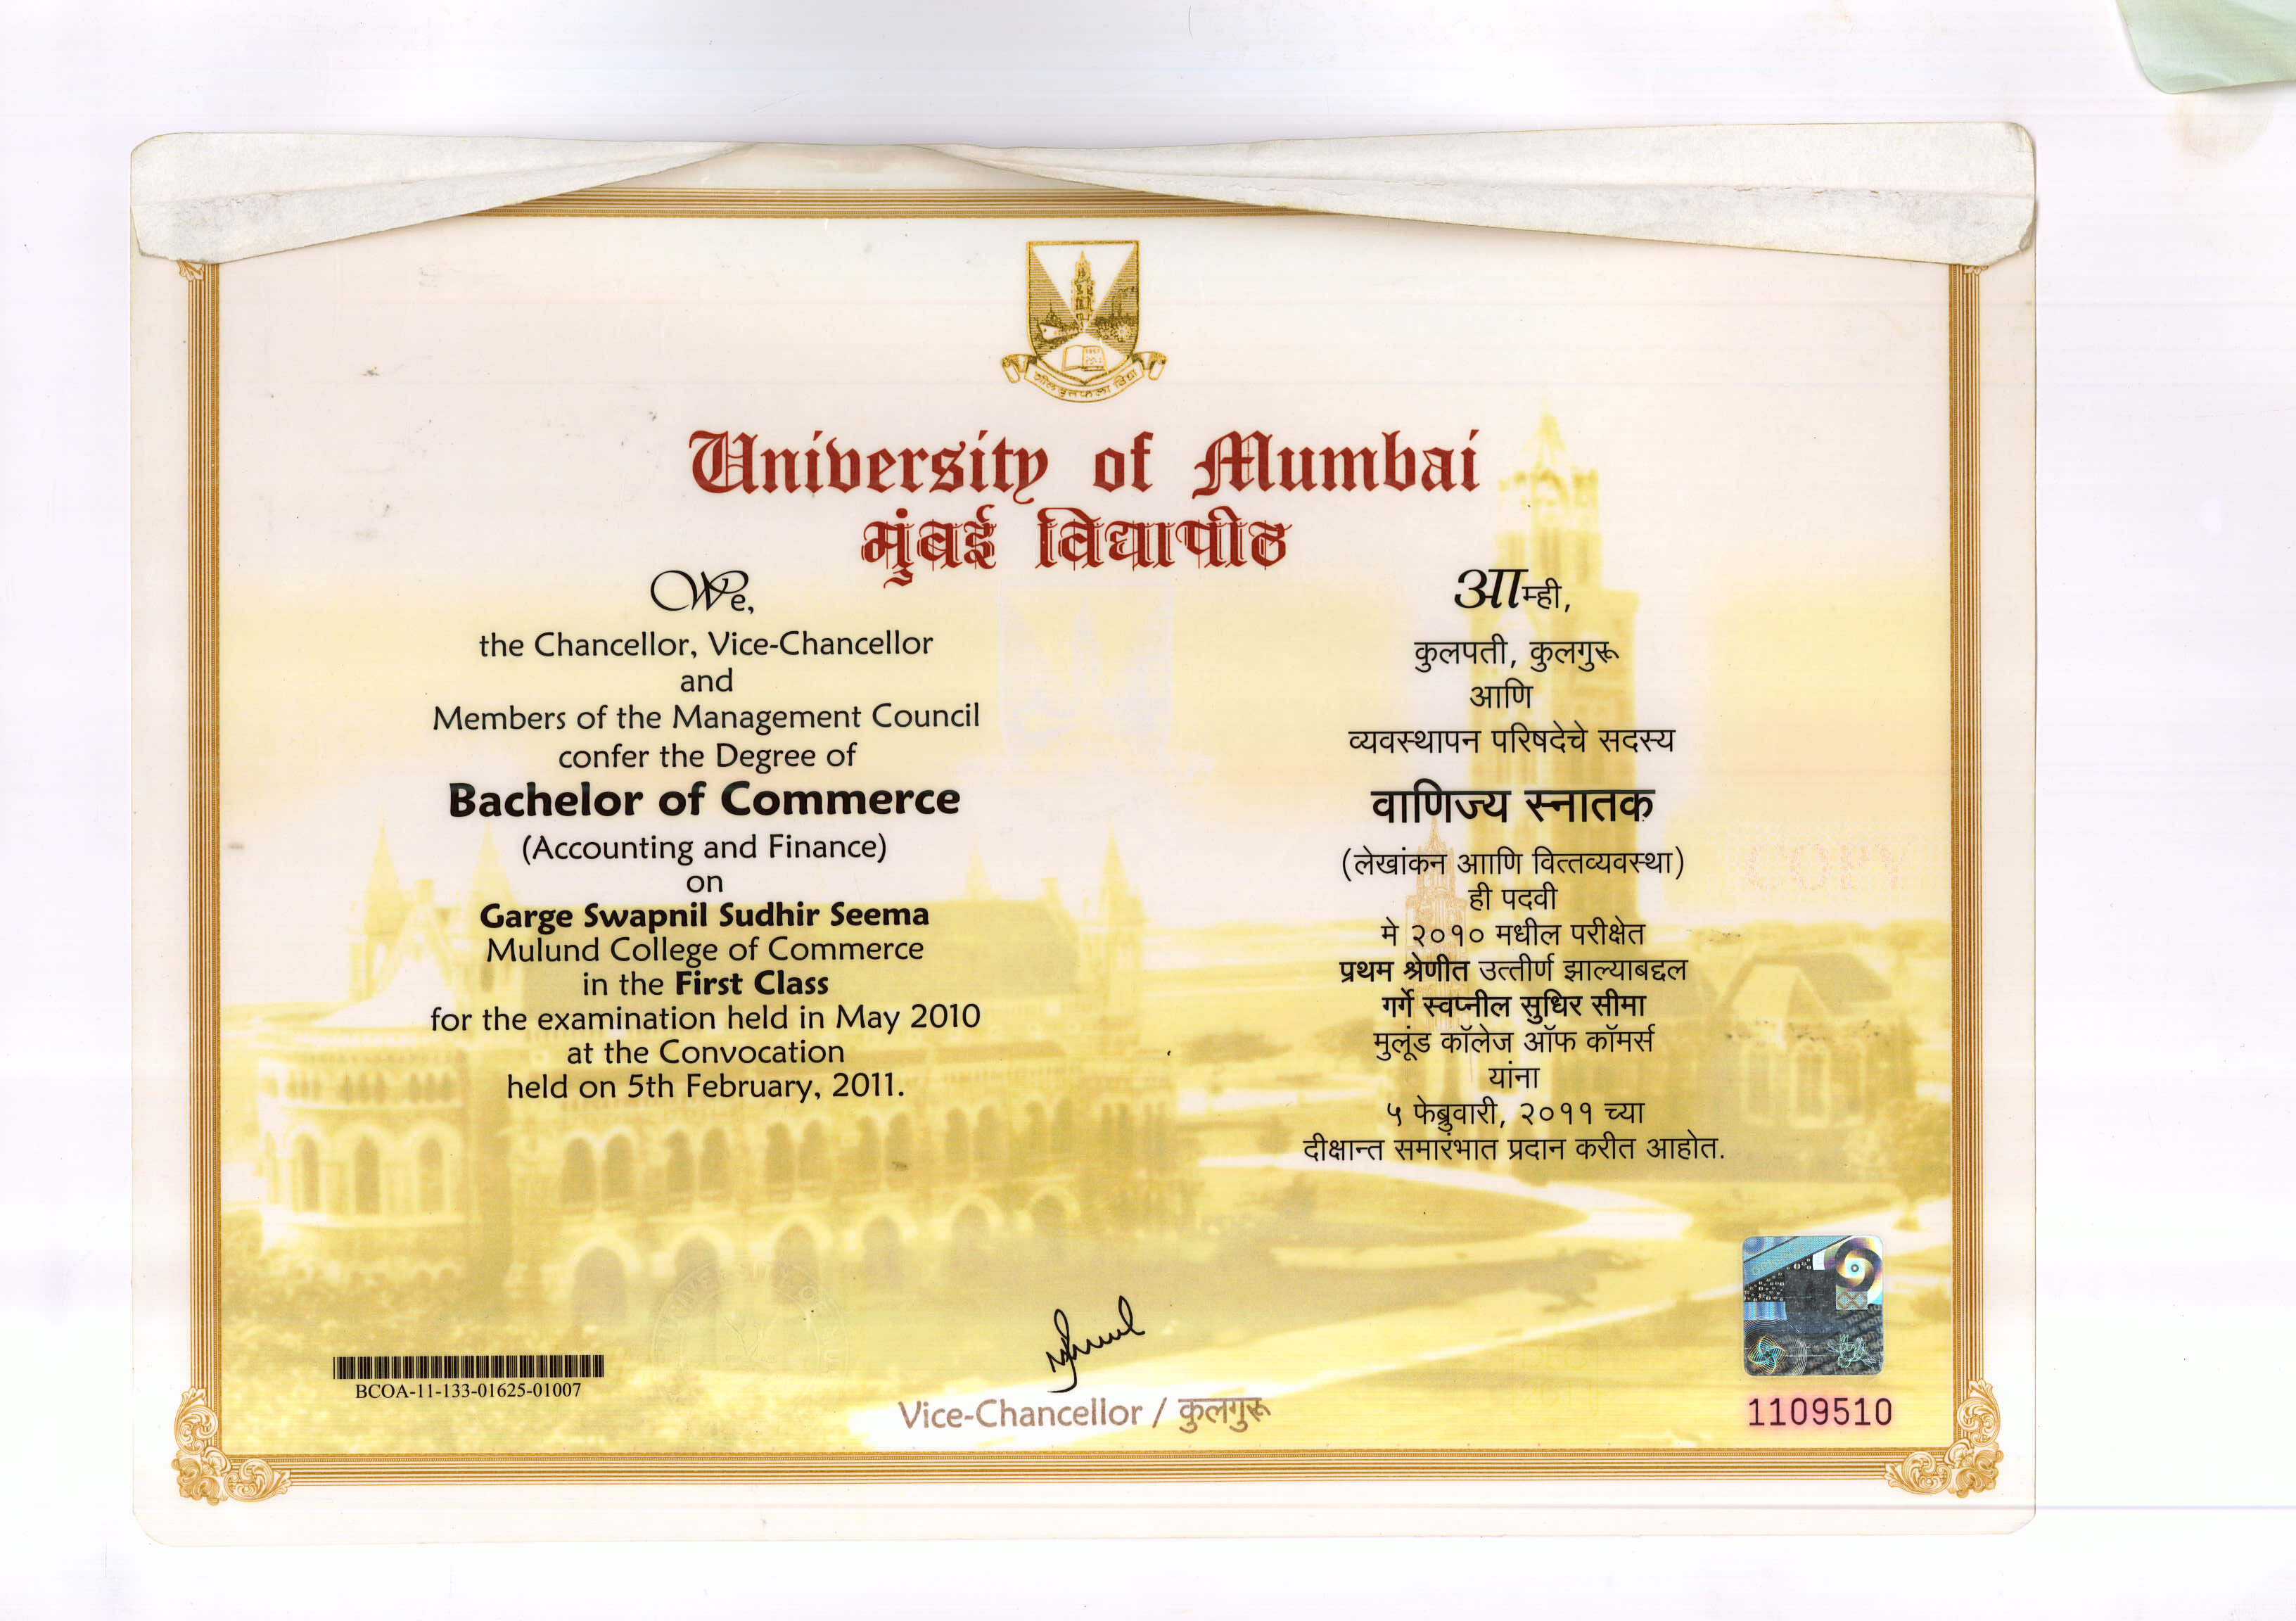 शीलवृतफला विद्या
University of Mumbai
मुंबई विद्यापीठ
We,
the Chancellor, Vice-Chancellor
and
Members of the Management Council
confer the Degree of
Bachelor of Commerce
(Accounting and Finance)
on
Garge Swapnil Sudhir Seema
Mulund College of Commerce
in the First Class
for the examination held in May 2010
at the Convocation
held on 5th February, 2011.
आम्ही,
कुलपती, कुलगुरू
आणि
व्यवस्थापन परिषदेचे सदस्य
वाणिज्य स्नातक
(लेखांकन आाणि वित्तव्यवस्था)
ही पदवी
मे २०१० मधील परीक्षेत
प्रथम श्रेणीत उत्तीर्ण झाल्याबद्दल
गर्गे स्वप्नील सुधिर सीमा
मुलूंड कॉलेज ऑफ कॉमर्स
यांना
५ फेब्रुवारी, २०११ च्या
दीक्षान्त समारंभात प्रदान करीत आहोत.
BCOA-11-133-01625-01007
Vice-Chancellor / कुलगुरू
1109510